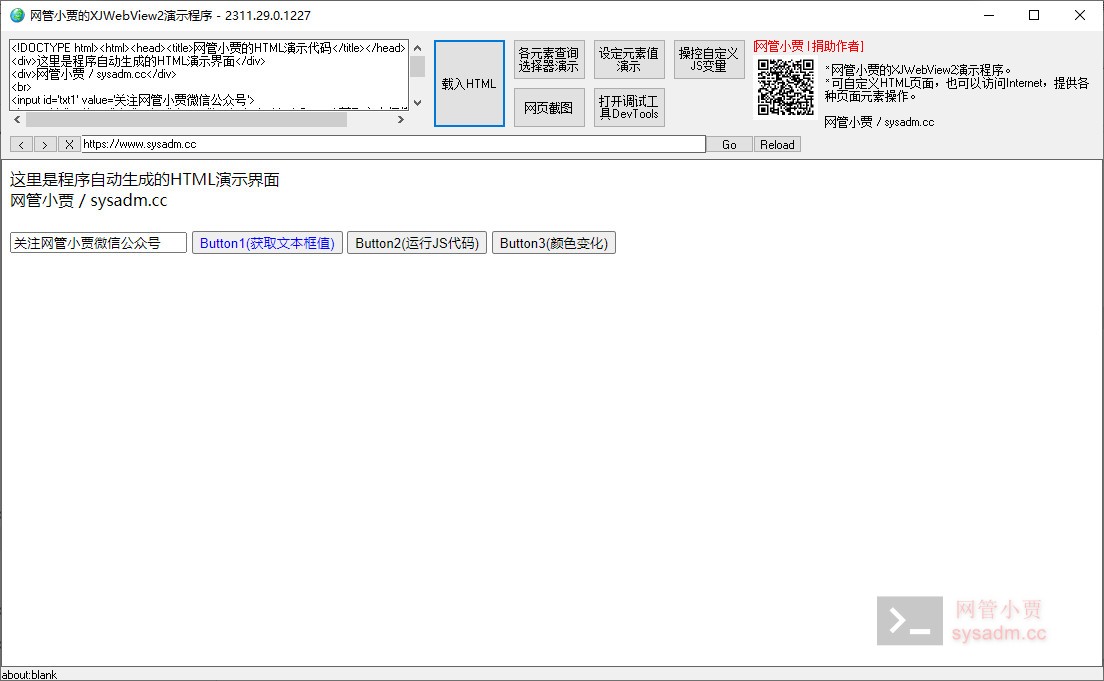 网管小贾的XJWebView2演示程序 - 2311.29.0.1227
<!DOCTYPE html><html><head><title>网管小贾的HTML演示代码</title></head>
<div>这里是程序自动生成的HTML演示界面</div>
<div>网管小贾 / sysadm.cc</div>
<br>
<input id='txt1' value='关注网管小贾微信公众号'>
载入HTML
各元素查询
选择器演示
设定元素值
演示
操控自定义
JS变量
网页截图
打开调试工
具DevTools
[网管小贾 | 捐助作者]
*网管小贾的XJWebView2演示程序。
*可自定义HTML页面，也可以访问Internet，提供各
种页面元素操作。
网管小贾 / sysadm.cc
< > X https://www.sysadm.cc Go Reload
这里是程序自动生成的HTML演示界面
网管小贾 / sysadm.cc
关注网管小贾微信公众号 Button1(获取文本框值) Button2(运行JS代码) Button3(颜色变化)
网管小贾
sysadm.cc
about:blank